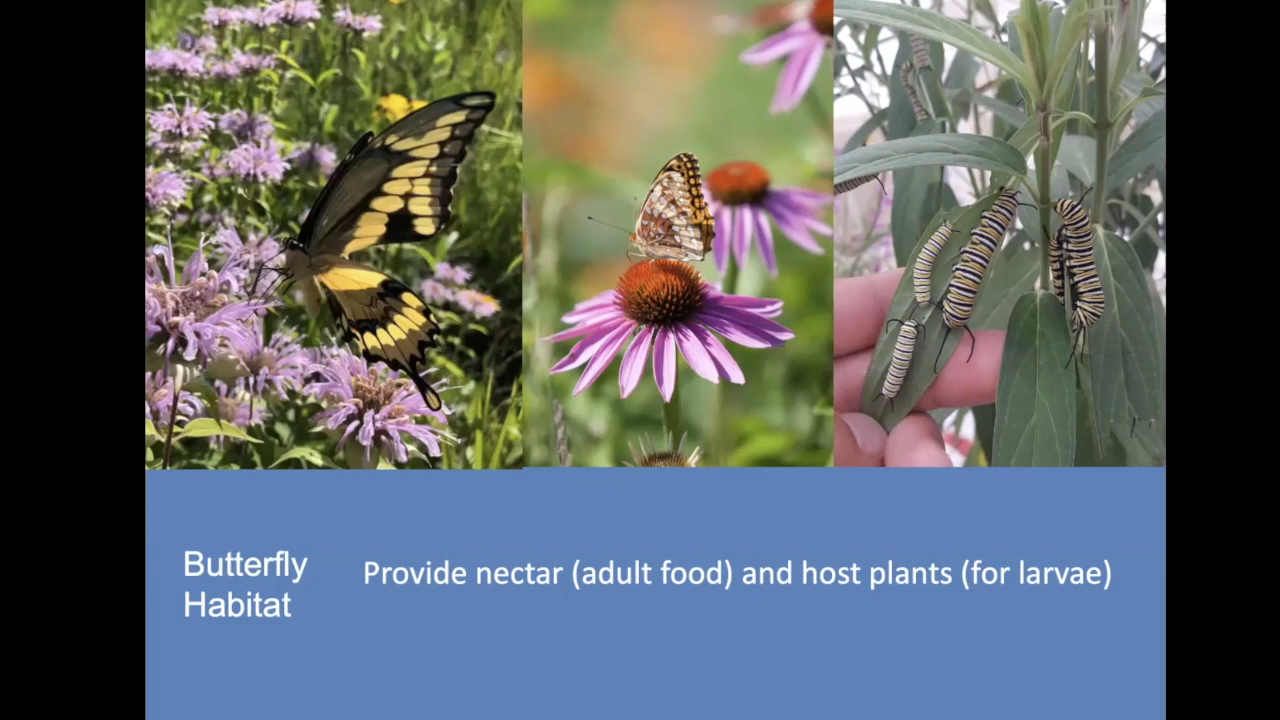 Butterfly
Habitat
Provide nectar (adult food) and host plants (for larvae)